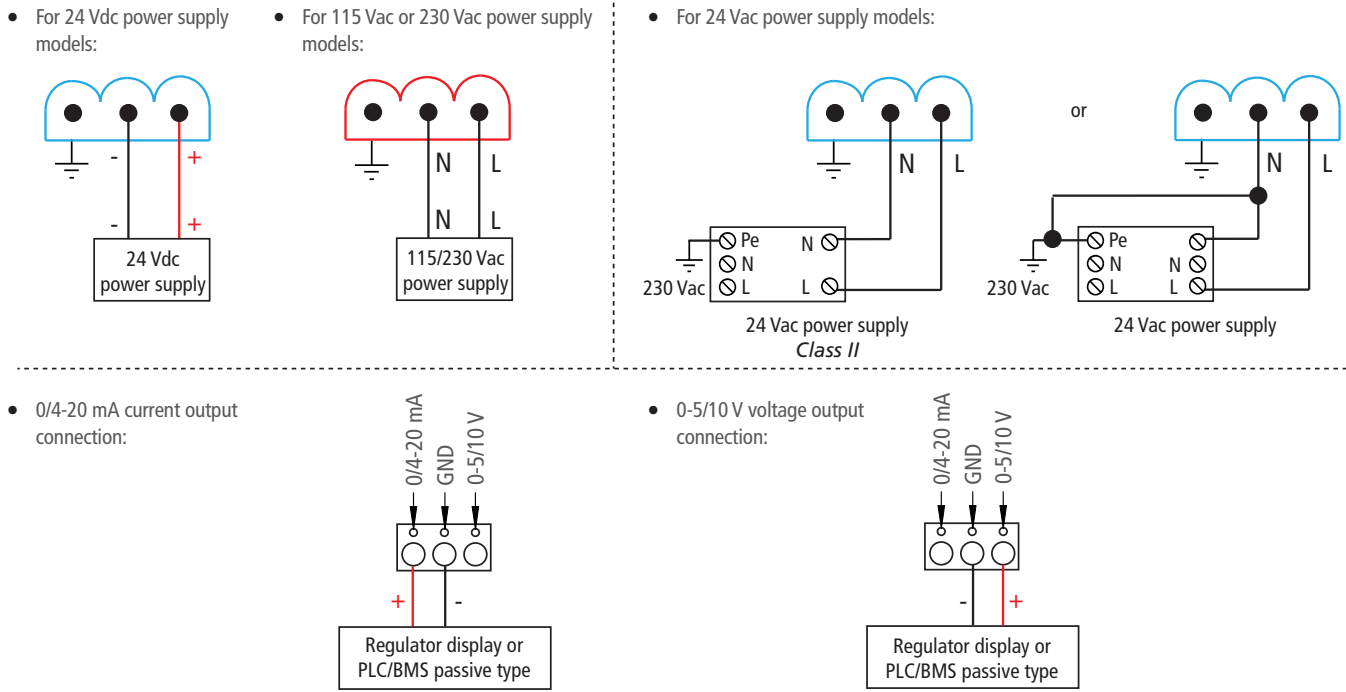 ● For 24 Vdc power supply
models:
- +
- +
24 Vdc
power supply
● For 115 Vac or 230 Vac power supply
models:
N L
N L
115/230 Vac
power supply
● For 24 Vac power supply models:
N L
Pe N
N
230 Vac L L
24 Vac power supply
Class II
or
N L
Pe
N N
230 Vac L L
24 Vac power supply
● 0/4-20 mA current output
connection:
0/4-20 mA
GND
0-5/10 V
+ -
Regulator display or
PLC/BMS passive type
● 0-5/10 V voltage output
connection:
0/4-20 mA
GND
0-5/10 V
- +
Regulator display or
PLC/BMS passive type